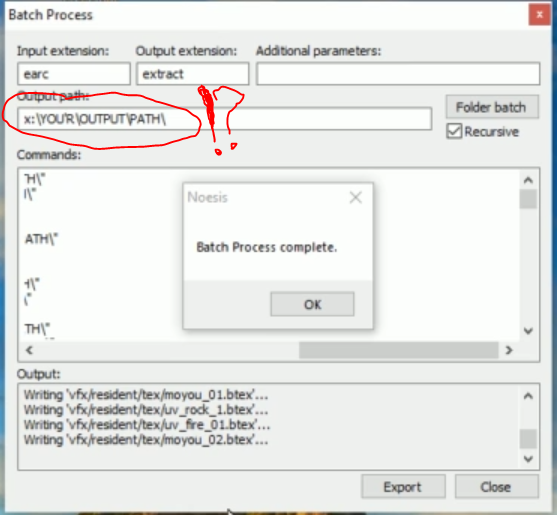 Batch Process
x
Input extension: Output extension: Additional parameters:
earc extract
Output path:
x:\YOU'R\OUTPUT\PATH\
!?
Folder batch
Recursive
Commands:
TH\"
\"
ATH\"
\"
\"
TH\"
Noesis
Batch Process complete.
OK
Output:
Writing 'vfx/resident/tex/moyou_01.btex'...
Writing 'vfx/resident/tex/uv_rock_1.btex'...
Writing 'vfx/resident/tex/uv_fire_01.btex'...
Writing 'vfx/resident/tex/moyou_02.btex'...
Export Close